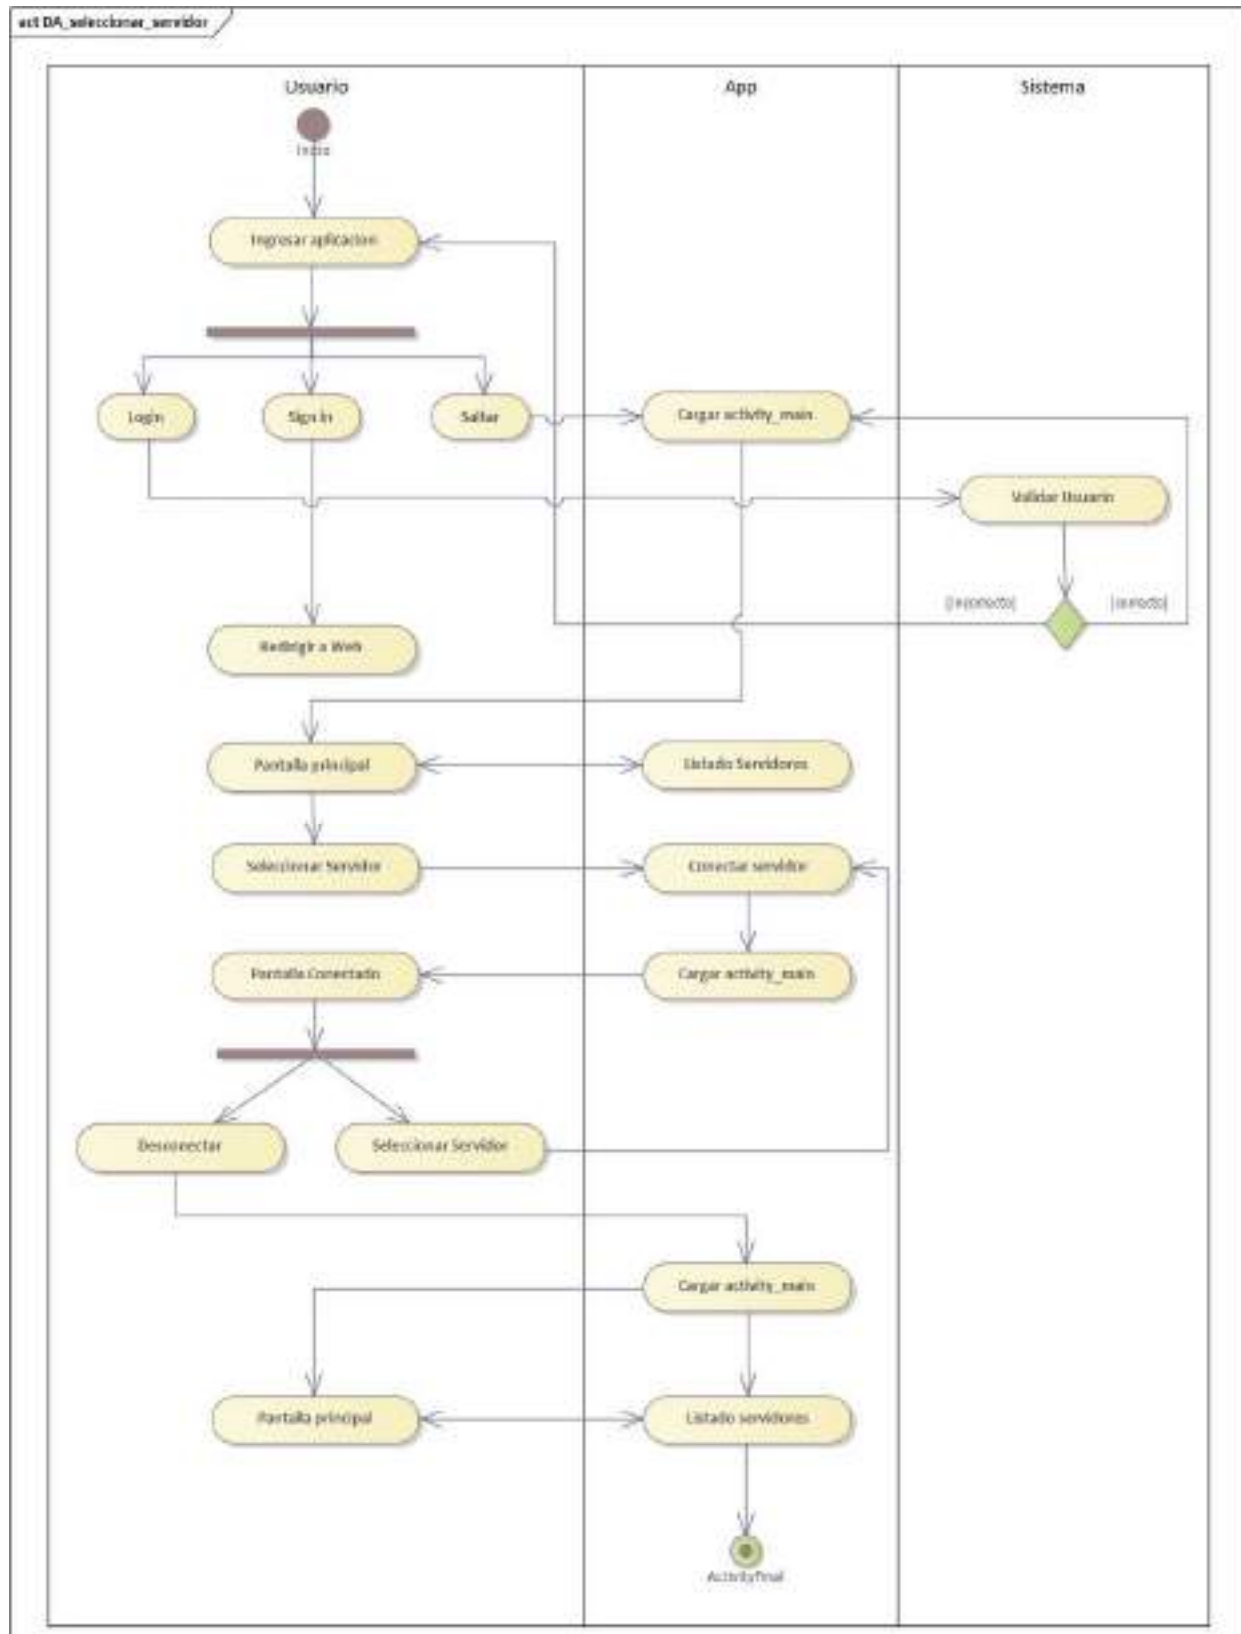 act DA_seleccionar_servidor
Usuario
App
Sistema
Inicio
Ingresar aplicacion
Login
Sign in
Saltar
Cargar activity_main
Validar Usuario
[incorrecto]
[correcto]
Redirigir a Web
Pantalla principal
Listado Servidores
Seleccionar Servidor
Conectar servidor
Pantalla Conectado
Cargar activity_main
Desconectar
Seleccionar Servidor
Cargar activity_main
Pantalla principal
Listado servidores
ActivityFinal